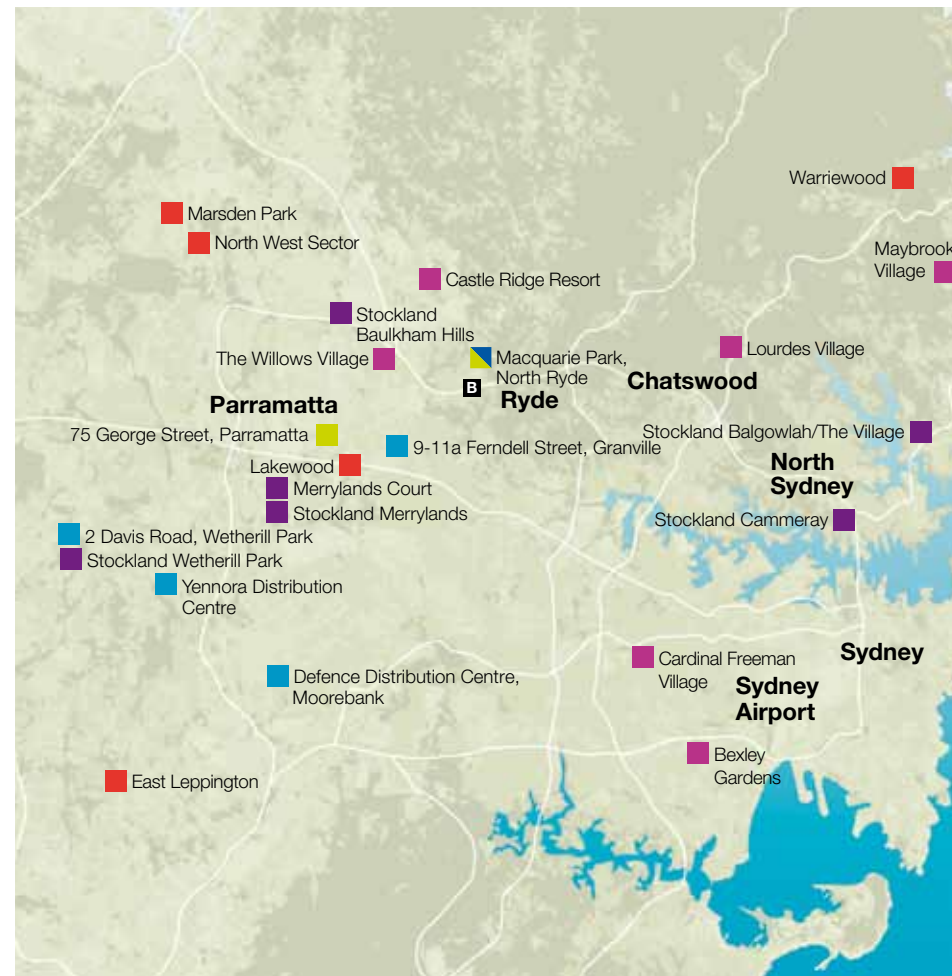 Warriewood
Marsden Park
North West Sector
Maybrook
Village
Castle Ridge Resort
Stockland
Baulkham Hills
The Willows Village
Macquarie Park,
North Ryde
Lourdes Village
B
Ryde
Chatswood
Parramatta
75 George Street, Parramatta
9-11a Ferndell Street, Granville
Stockland Balgowlah/The Village
Lakewood
North
Sydney
Merrylands Court
Stockland Merrylands
Stockland Cammeray
2 Davis Road, Wetherill Park
Stockland Wetherill Park
Yennora Distribution
Centre
Sydney
Cardinal Freeman
Village
Sydney
Airport
Defence Distribution Centre,
Moorebank
Bexley
Gardens
East Leppington